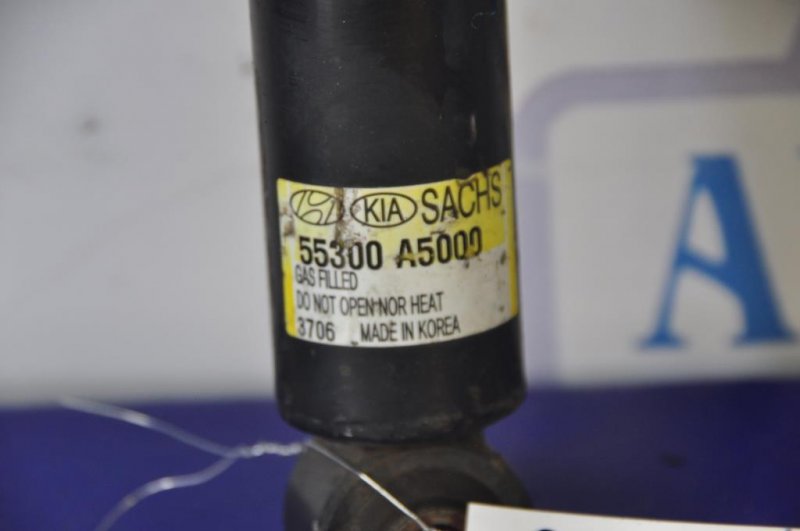 KIA SACHS
55300 A5000
GAS FILLED
DO NOT OPEN NOR HEAT
3706 MADE IN KOREA
A